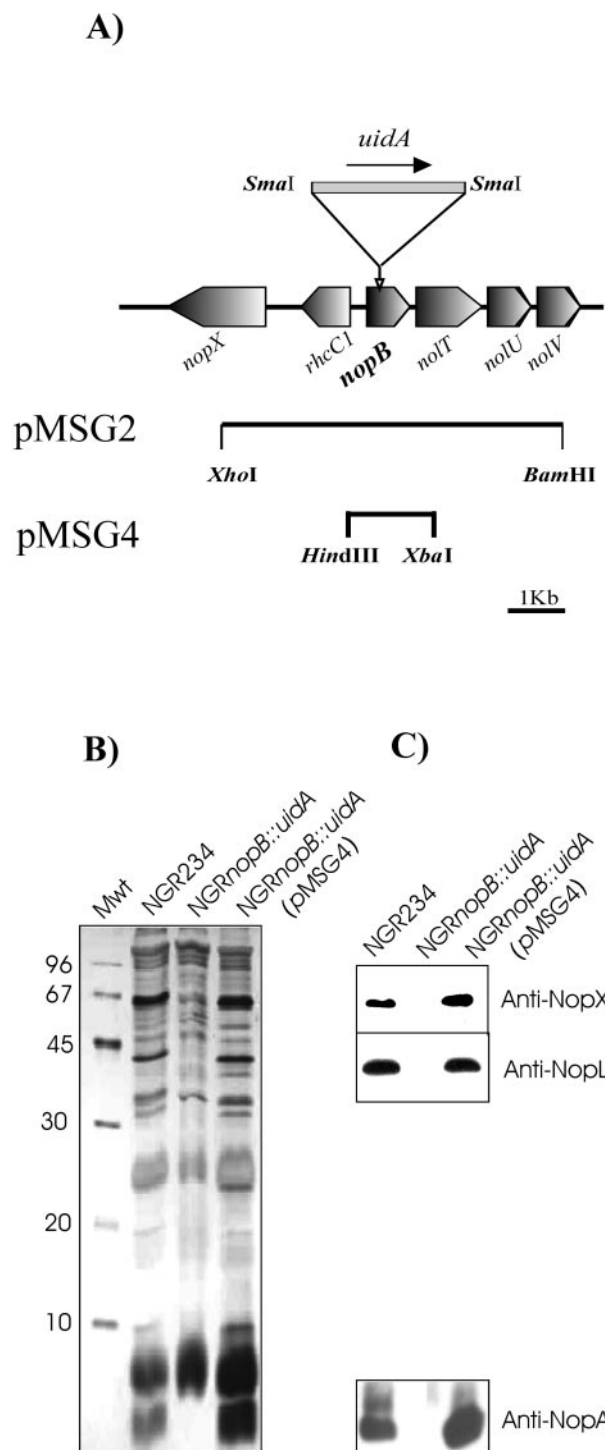 A)
uidA
SmaI SmaI
nopX rhcC1 nopB nolT nolU nolV
pMSG2
XhoI BamHI
pMSG4
HindIII XbaI
1Kb
B)
Mwt
NGR234
NGRnopB::uidA
NGRnopB::uidA
(pMSG4)
96
67
45
30
20
10
C)
NGR234
NGRnopB::uidA
NGRnopB::uidA
(pMSG4)
Anti-NopX
Anti-NopL
Anti-NopA